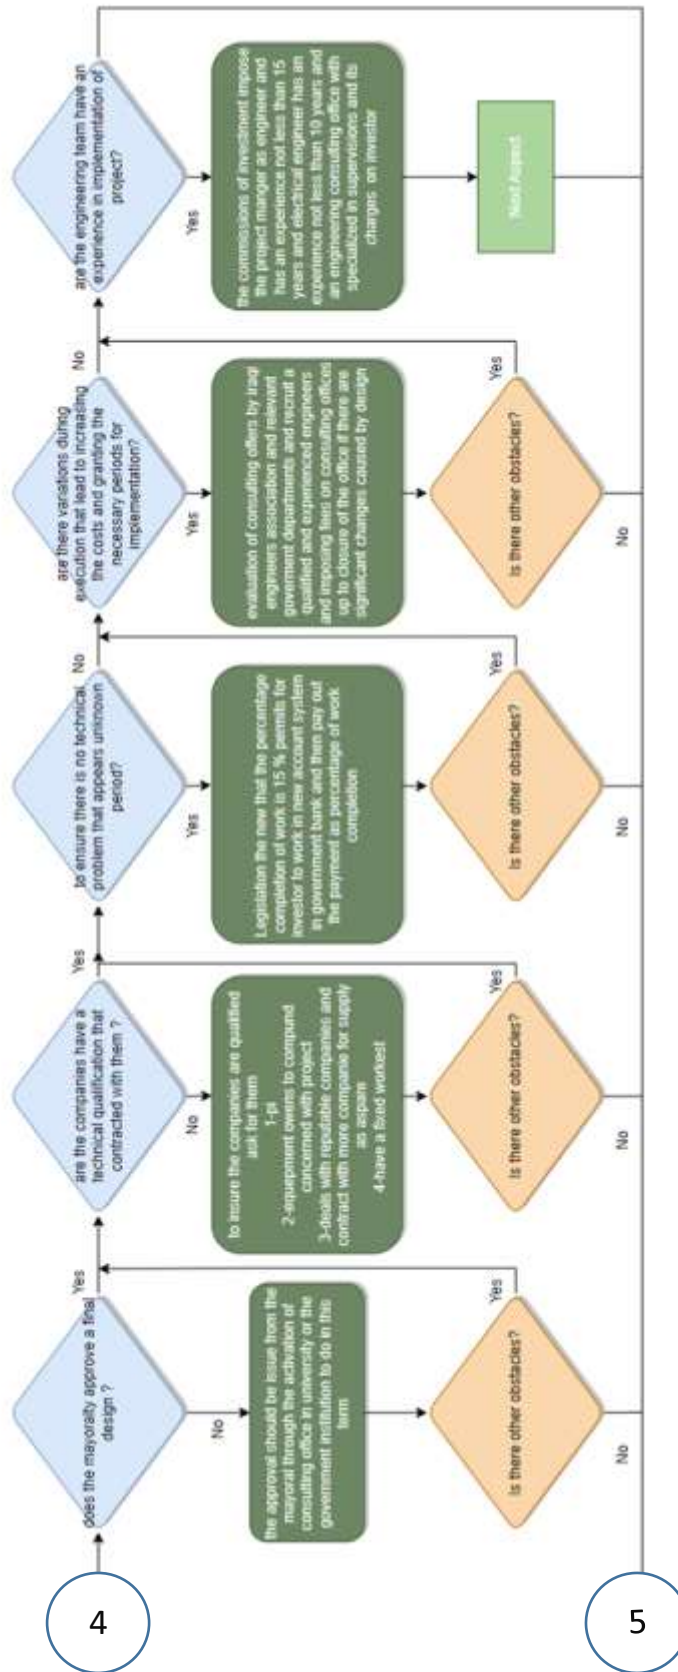 4
does the mayorality approve a final
design ?
Yes
No
the approval should be issue from the
mayoral through the activation of
consulting office in university or the
government institution to do in this
Is there other obstacles?
Yes
No
are the companies have a
technical qualification that
contracted with them ?
Yes
No
to insure the companies are qualified
ask for them
1-pl
2-equepment owens to compund
concerned with project
3-deals with reputable companies and
contract with more companie for supply
as aspam
4-have a fixed workest
Is there other obstacles?
Yes
No
to ensure there is no technical
problem that appears unknown
period?
No
Yes
Legislation the new that the percentage
completion of work is 15 % permits for
investor to work in new account system
in government bank and then pay out
the payment as percentage of work
completion
Is there other obstacles?
Yes
No
are there variations during
execution that lead to increasing
the costs and granting the
necessary periods for
implementation?
No
Yes
evaluation of consulting offers by iraqi
engineers association and relevant
goverment departments and recruit a
qualified and experienced engineers
and imposing fees on consulting offices
up to closure of the office if there are
significant changes caused by design
Is there other obstacles?
Yes
No
are the engineering team have an
experience in implementation of
project?
Yes
the commissions of investment impose
the project manger as engineer and
has an experience not less than 15
years and electrical engineer has an
experience not less than 10 years and
an engineering consulting office with
specialized in supervisions and its
charges on investor
Next Aspect
5